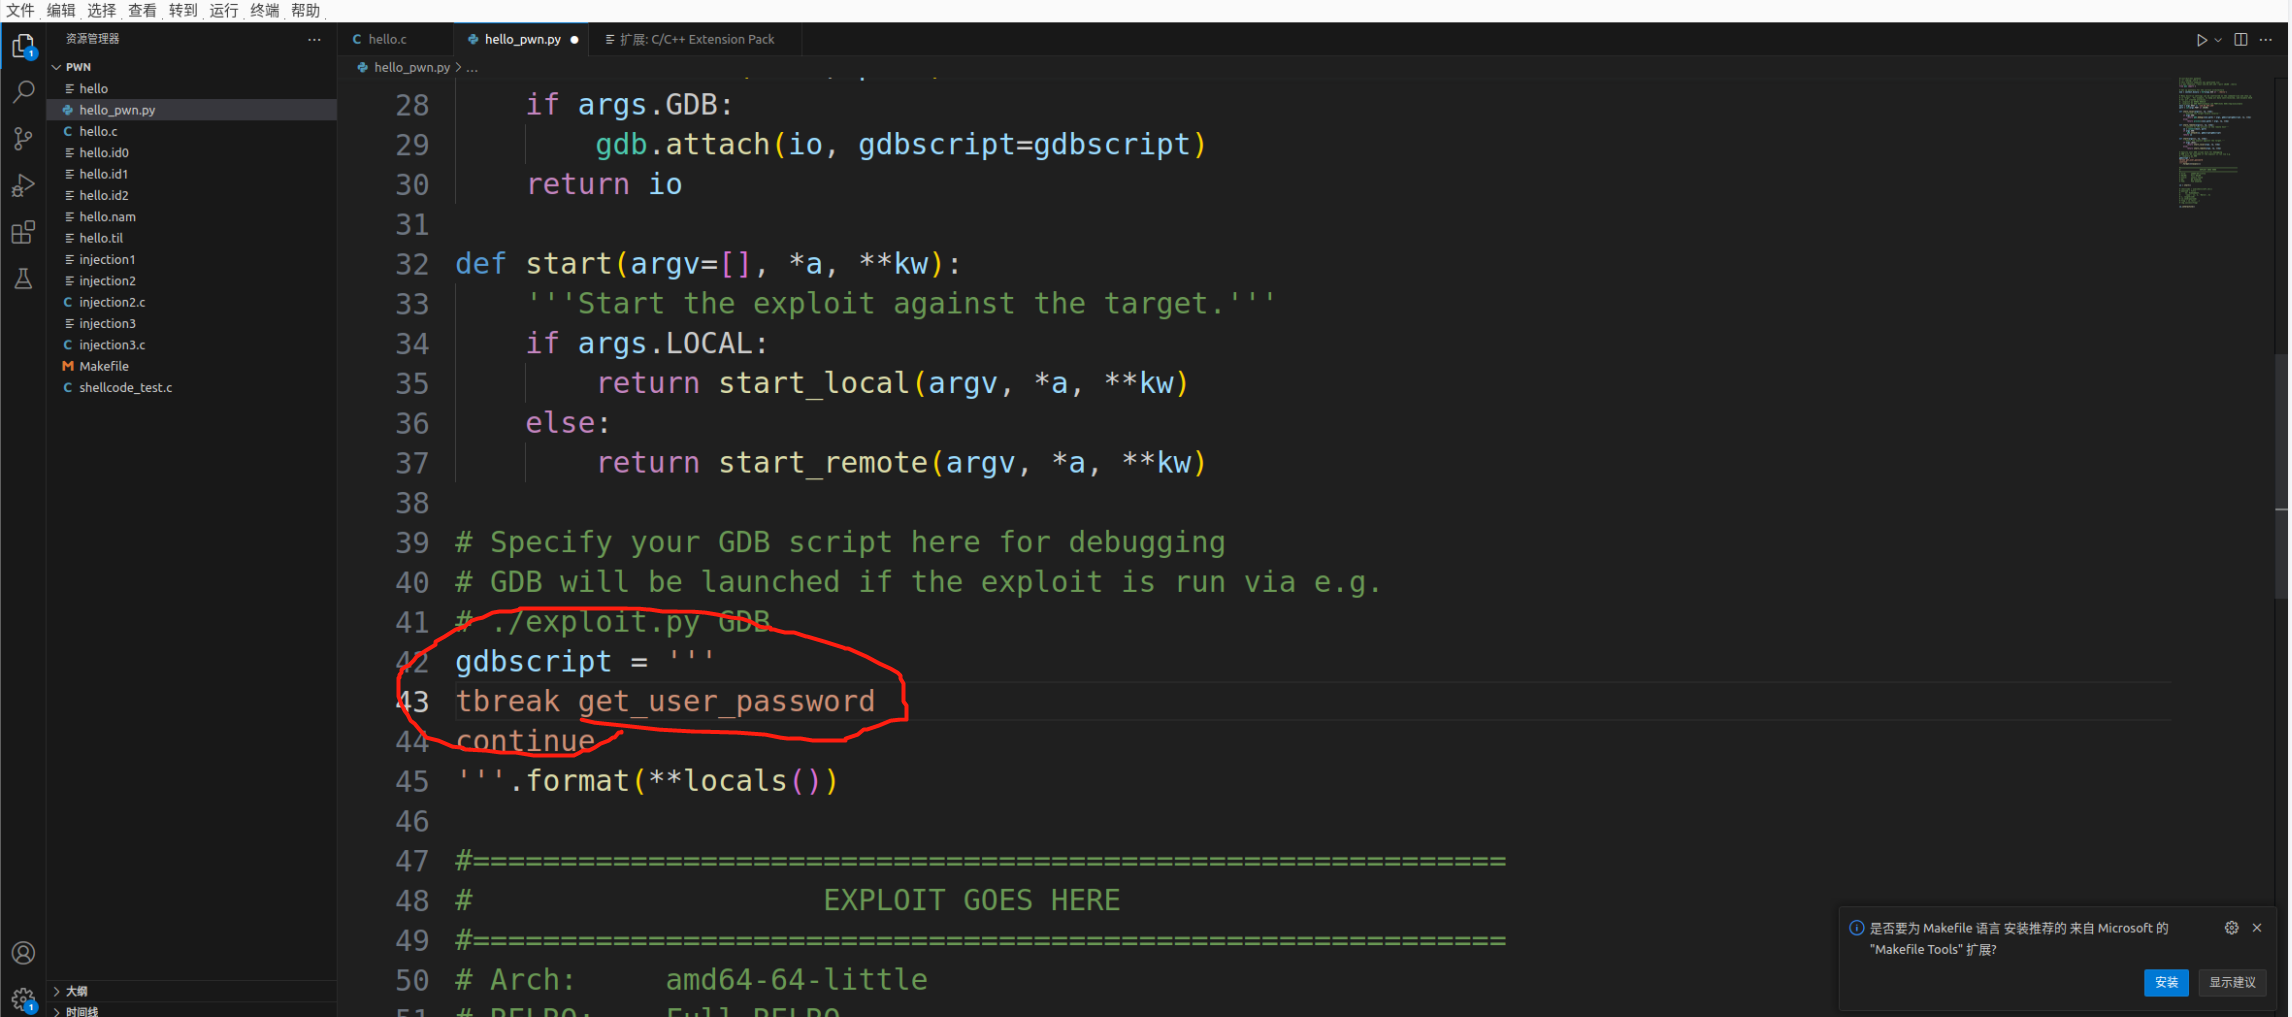 文件 编辑 选择 查看 转到 运行 终端 帮助
资源管理器
PWN
hello
hello_pwn.py
hello.c
hello.id0
hello.id1
hello.id2
hello.nam
hello.til
injection1
injection2
injection2.c
injection3
injection3.c
Makefile
shellcode_test.c
大纲
时间线
hello.c
hello_pwn.py
扩展: C/C++ Extension Pack
hello_pwn.py > ...
28 if args.GDB:
29 gdb.attach(io, gdbscript=gdbscript)
30 return io
31
32 def start(argv=[], *a, **kw):
33 '''Start the exploit against the target.'''
34 if args.LOCAL:
35 return start_local(argv, *a, **kw)
36 else:
37 return start_remote(argv, *a, **kw)
38
39 # Specify your GDB script here for debugging
40 # GDB will be launched if the exploit is run via e.g.
41 # ./exploit.py GDB
42 gdbscript = '''
43 tbreak get_user_password
44 continue
45 '''.format(**locals())
46
47 #===========================================================
48 # EXPLOIT GOES HERE
49 #===========================================================
50 # Arch: amd64-64-little
51 # RELRO: Full RELRO
是否要为 Makefile 语言 安装推荐的 来自 Microsoft 的
"Makefile Tools" 扩展?
安装 显示建议